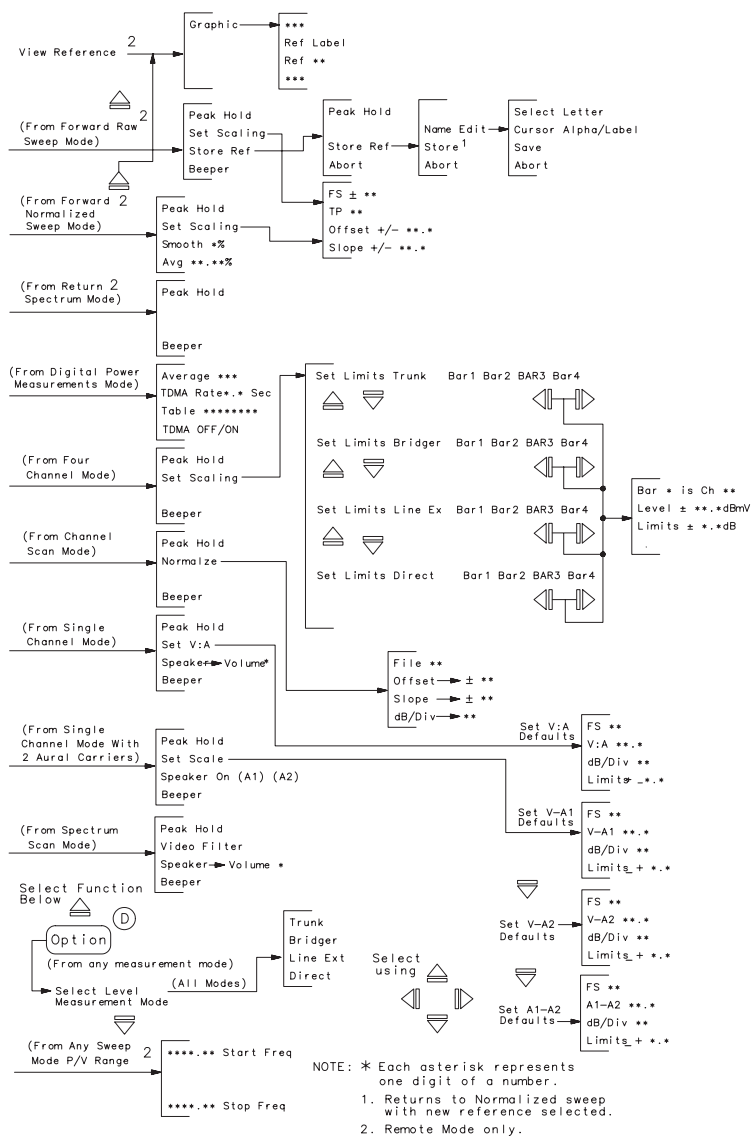 Graphic
***
Ref Label
Ref **
***
View Reference 2
2
(From Forward Raw Sweep Mode)
Peak Hold
Set Scaling
Store Ref
Beeper
Peak Hold
Store Ref
Abort
Name Edit
Store 1
Abort
Select Letter
Cursor Alpha/Label
Save
Abort
(From Forward 2
Normalized
Sweep Mode)
Peak Hold
Set Scaling
Smooth *%
Avg **.**%
FS ± **
TP **
Offset +/- **.*
Slope +/- **.*
(From Return 2
Spectrum Mode)
Peak Hold
Beeper
(From Digital Power
Measurements Mode)
Average ***
TDMA Rate*.* Sec
Table ********
TDMA OFF/ON
(From Four
Channel Mode)
Peak Hold
Set Scaling
Beeper
Set Limits Trunk Bar1 Bar2 BAR3 Bar4
Set Limits Bridger Bar1 Bar2 BAR3 Bar4
Set Limits Line Ex Bar1 Bar2 BAR3 Bar4
Set Limits Direct Bar1 Bar2 BAR3 Bar4
Bar * is Ch **
Level ± **.*dBmV
Limits ± *.*dB
(From Channel
Scan Mode)
Peak Hold
Normalze
Beeper
(From Single
Channel Mode)
Peak Hold
Set V:A
Speaker Volume*
Beeper
File **
Offset ± **
Slope ± **
dB/Div **
Set V:A
Defaults
FS **
V:A **.*
dB/Div **
Limits+ _*.*
(From Single
Channel Mode With
2 Aural Carriers)
Peak Hold
Set Scale
Speaker On (A1) (A2)
Beeper
Set V-A1
Defaults
FS **
V-A1 **.*
dB/Div **
Limits_+ *.*
(From Spectrum
Scan Mode)
Peak Hold
Video Filter
Speaker Volume *
Beeper
Set V-A2
Defaults
FS **
V-A2 **.*
dB/Div **
Limits_+ *.*
Select Function
Below
D
Option
(From any measurement mode)
Select Level
Measurement Mode
(All Modes)
Trunk
Bridger
Line Ext
Direct
Select
using
Set A1-A2
Defaults
FS **
A1-A2 **.*
dB/Div **
Limits_+ *.*
(From Any Sweep
Mode P/V Range 2
****.** Start Freq
****.** Stop Freq
NOTE: * Each asterisk represents
one digit of a number.
1. Returns to Normalized sweep
with new reference selected.
2. Remote Mode only.